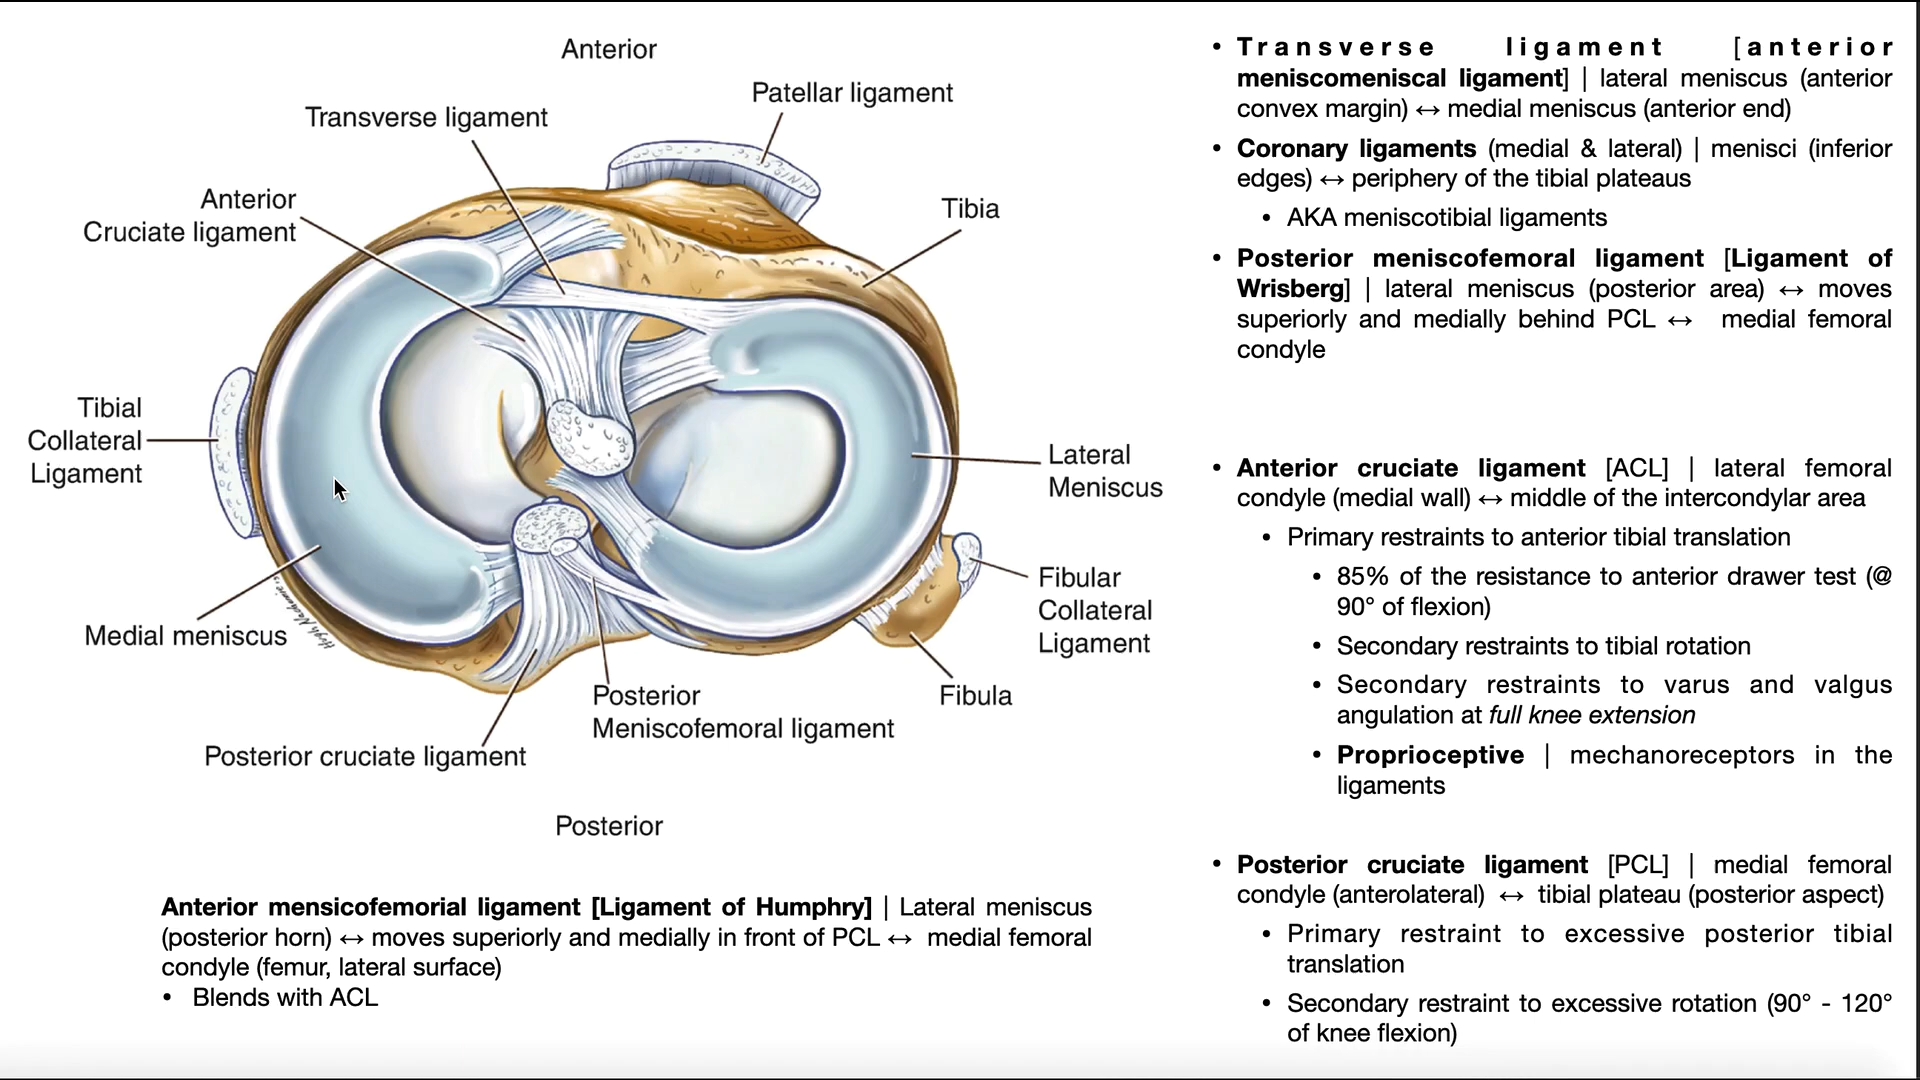 Anterior
Patellar ligament
Transverse ligament
Anterior
Cruciate ligament
Tibia
Tibial
Collateral
Ligament
Lateral
Meniscus
Fibular
Collateral
Ligament
Medial meniscus
Posterior
Meniscofemoral ligament
Fibula
Posterior cruciate ligament
Posterior
Anterior mensicofemorial ligament [Ligament of Humphry] | Lateral meniscus
(posterior horn) ↔ moves superiorly and medially in front of PCL ↔ medial femoral
condyle (femur, lateral surface)
• Blends with ACL
• Transverse ligament [anterior
meniscomeniscal ligament] | lateral meniscus (anterior
convex margin) ↔ medial meniscus (anterior end)
• Coronary ligaments (medial & lateral) | menisci (inferior
edges) ↔ periphery of the tibial plateaus
• AKA meniscotibial ligaments
• Posterior meniscofemoral ligament [Ligament of
Wrisberg] | lateral meniscus (posterior area) ↔ moves
superiorly and medially behind PCL ↔ medial femoral
condyle
• Anterior cruciate ligament [ACL] | lateral femoral
condyle (medial wall) ↔ middle of the intercondylar area
• Primary restraints to anterior tibial translation
• 85% of the resistance to anterior drawer test (@
90° of flexion)
• Secondary restraints to tibial rotation
• Secondary restraints to varus and valgus
angulation at full knee extension
• Proprioceptive | mechanoreceptors in the
ligaments
• Posterior cruciate ligament [PCL] | medial femoral
condyle (anterolateral) ↔ tibial plateau (posterior aspect)
• Primary restraint to excessive posterior tibial
translation
• Secondary restraint to excessive rotation (90° - 120°
of knee flexion)